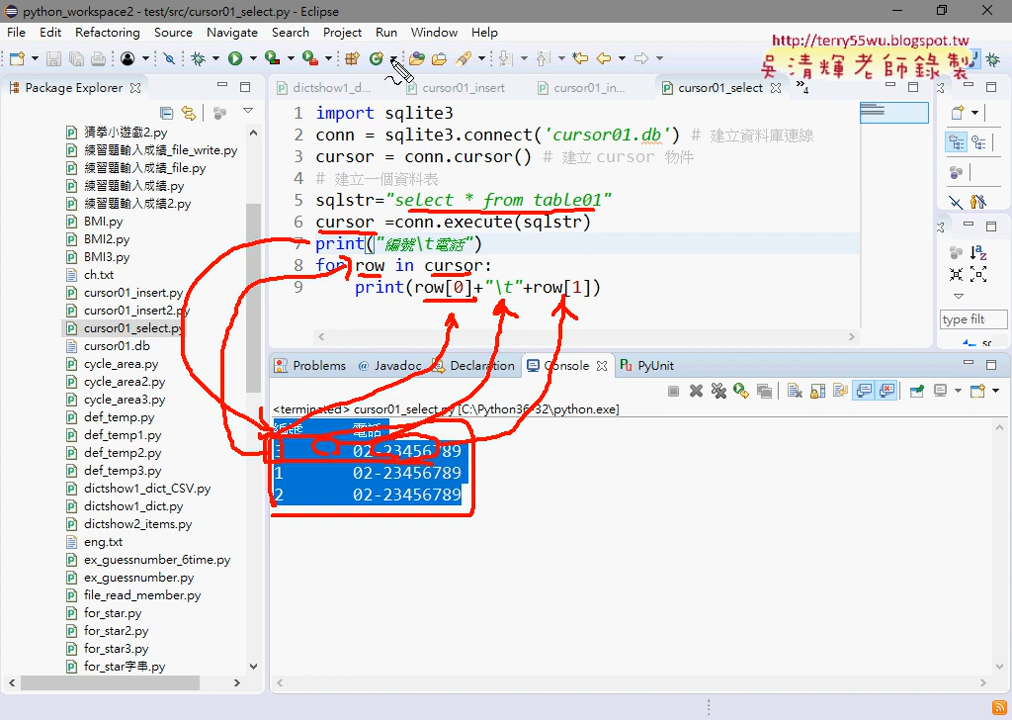 python_workspace2 - test/src/cursor01_select.py - Eclipse
File Edit Refactoring Source Navigate Search Project Run Window Help
http://terry55wu.blogspot.tw
吳清輝老師錄製
Package Explorer
猜拳小遊戲2.py
練習題輸入成績_file_write.py
練習題輸入成績_file.py
練習題輸入成績.py
練習題輸入成績2.py
BMI.py
BMI2.py
BMI3.py
ch.txt
cursor01_insert.py
cursor01_insert2.py
cursor01_select.py
cursor01.db
cycle_area.py
cycle_area2.py
cycle_area3.py
def_temp.py
def_temp1.py
def_temp2.py
def_temp3.py
dictshow1_dict_CSV.py
dictshow1_dict.py
dictshow2_items.py
eng.txt
ex_guessnumber_6time.py
ex_guessnumber.py
file_read_member.py
for_star.py
for_star2.py
for_star3.py
for_star字串.py
dictshow1_d... cursor01_insert cursor01_in... cursor01_select 4
1 import sqlite3
2 conn = sqlite3.connect('cursor01.db') # 建立資料庫連線
3 cursor = conn.cursor() # 建立 cursor 物件
4 # 建立一個資料表
5 sqlstr="select * from table01"
6 cursor =conn.execute(sqlstr)
7 print("編號\t電話")
8 for row in cursor:
9 print(row[0]+"\t"+row[1])
type filt
Problems Javadoc Declaration Console PyUnit
<terminated> cursor01_select.py [C:\Python36-32\python.exe]
編號 電話
3 02-23456789
1 02-23456789
2 02-23456789